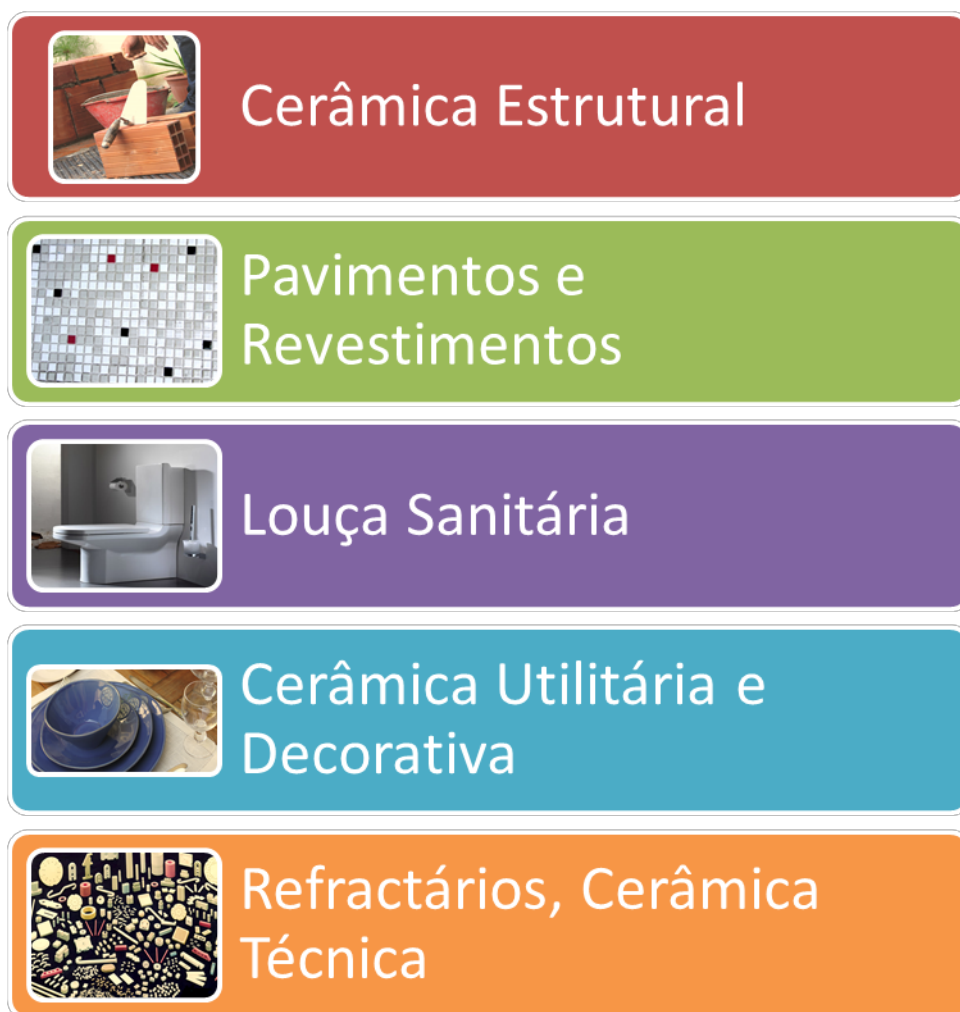 Cerâmica Estrutural
Pavimentos e
Revestimentos
Louça Sanitária
Cerâmica Utilitária e
Decorativa
Refractários, Cerâmica
Técnica